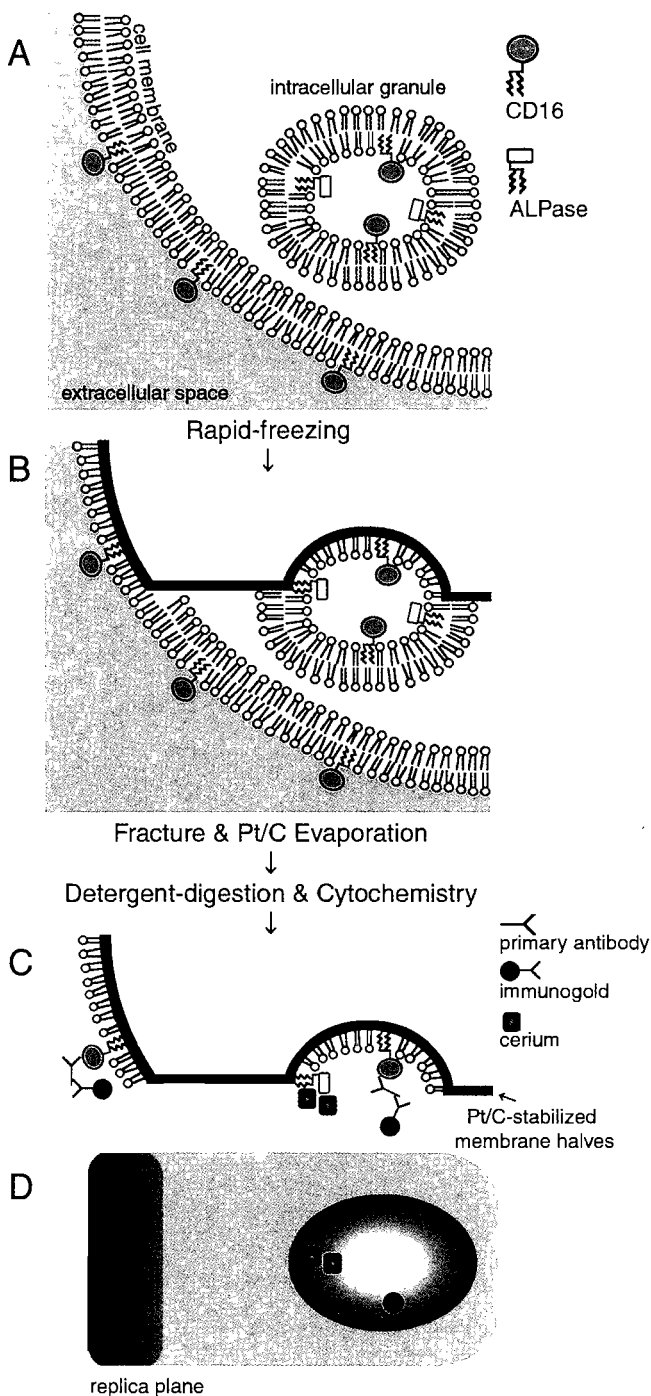 A
cell membrane
intracellular granule
CD16
ALPase
extracellular space
Rapid-freezing
B
Fracture & Pt/C Evaporation
Detergent-digestion & Cytochemistry
C
primary antibody
immunogold
cerium
Pt/C-stabilized
membrane halves
D
replica plane